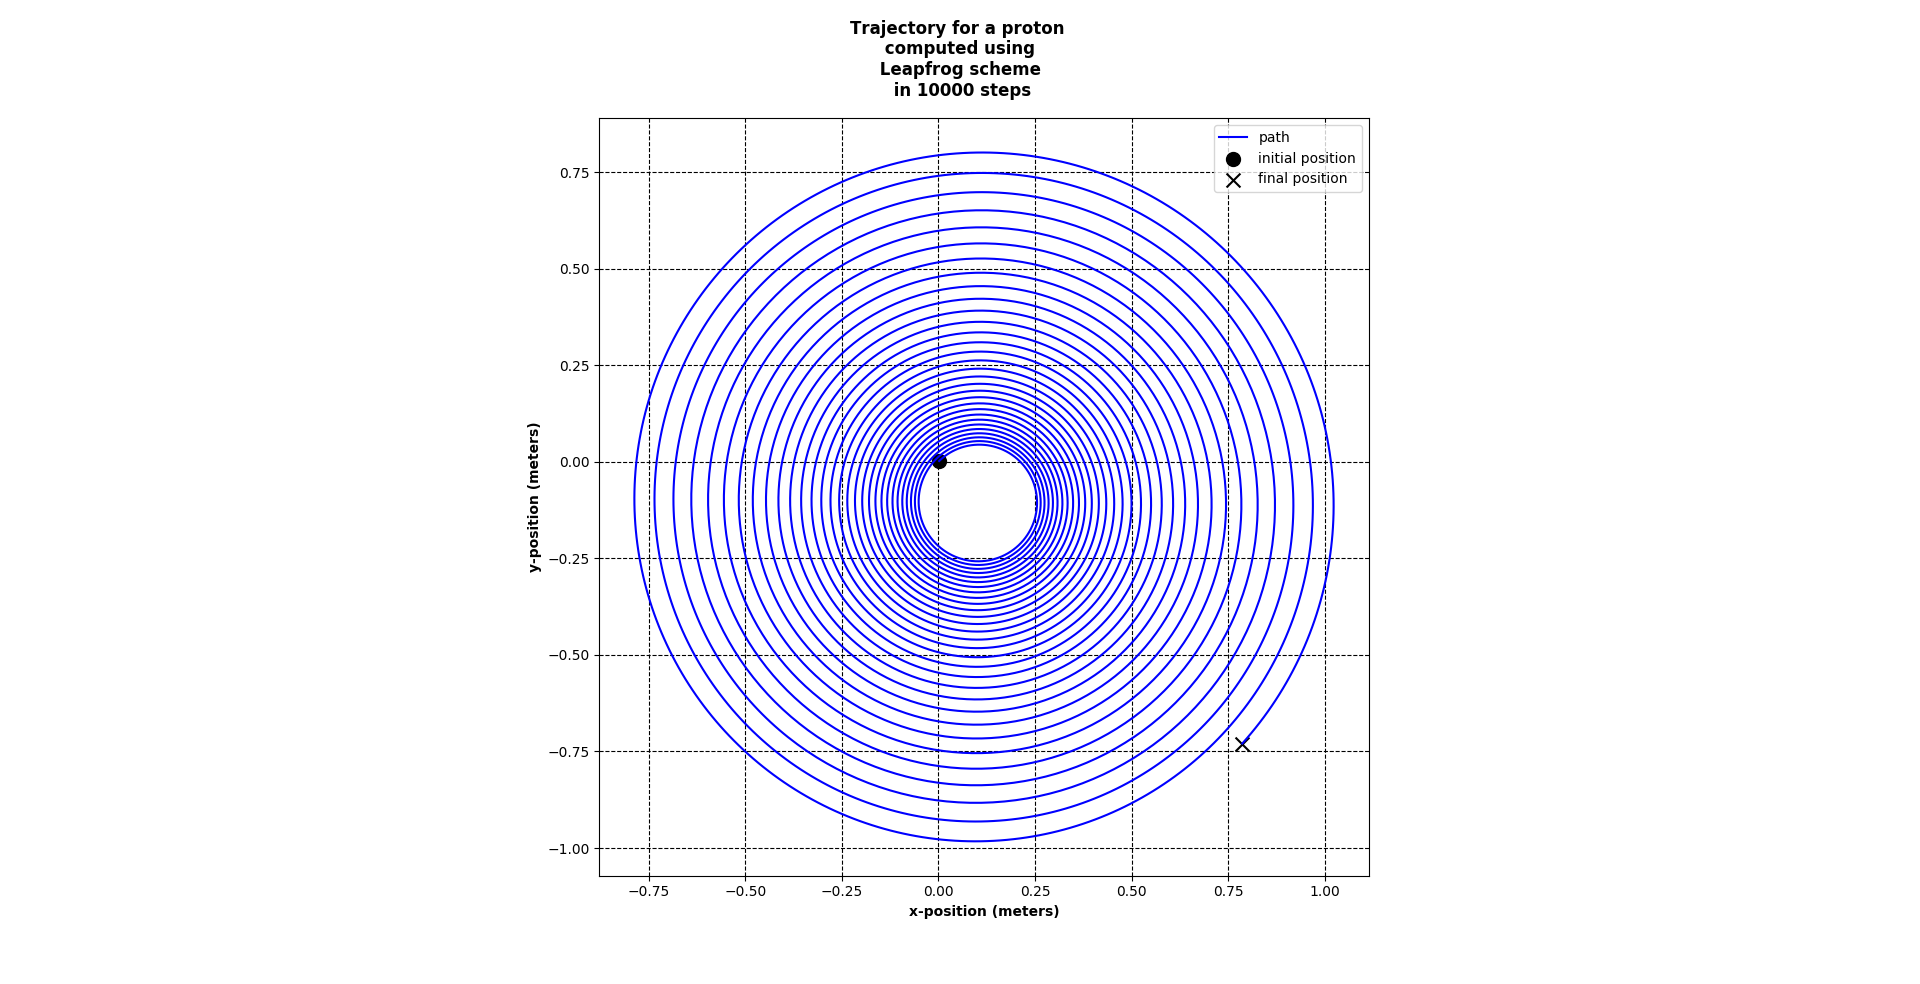 Trajectory for a proton
computed using
Leapfrog scheme
in 10000 steps
path
initial position
final position
0.75
0.50
0.25
0.00
−0.25
−0.50
−0.75
−1.00
y-position (meters)
−0.75
−0.50
−0.25
0.00
0.25
0.50
0.75
1.00
x-position (meters)